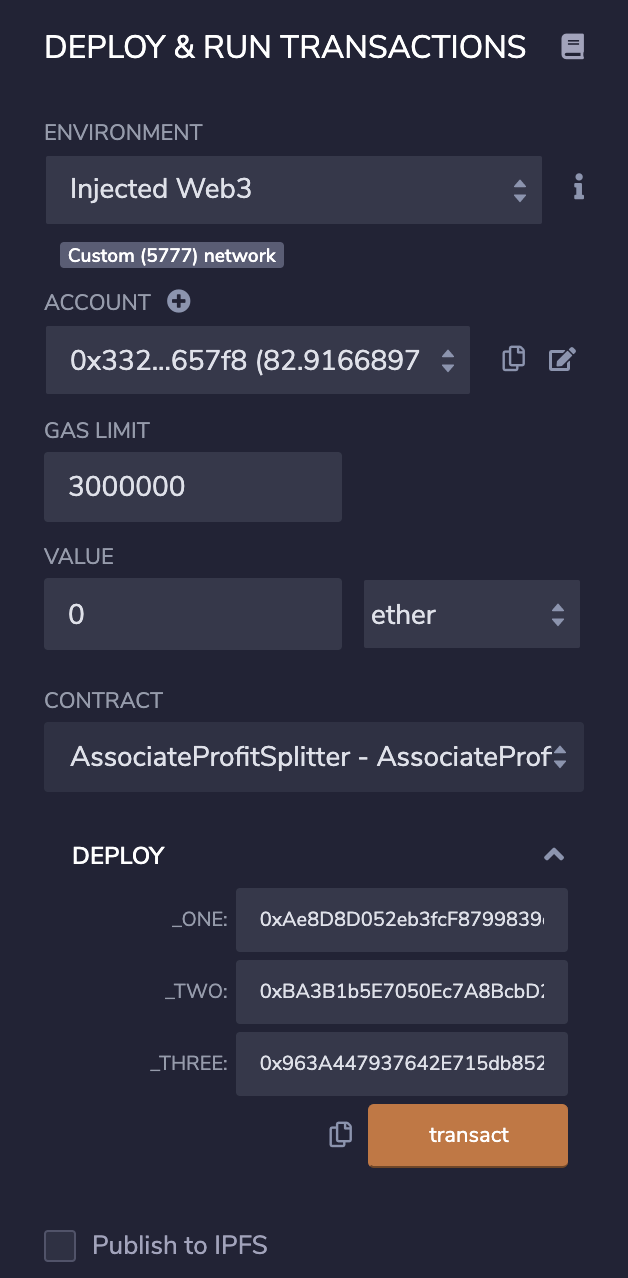 DEPLOY & RUN TRANSACTIONS
ENVIRONMENT
Injected Web3
Custom (5777) network
ACCOUNT
0x332...657f8 (82.9166897
GAS LIMIT
3000000
VALUE
0 ether
CONTRACT
AssociateProfitSplitter - AssociateProf
DEPLOY
_ONE: 0xAe8D8D052eb3fcF8799839
_TWO: 0xBA3B1b5E7050Ec7A8BcbD2
_THREE: 0x963A447937642E715db852
transact
Publish to IPFS